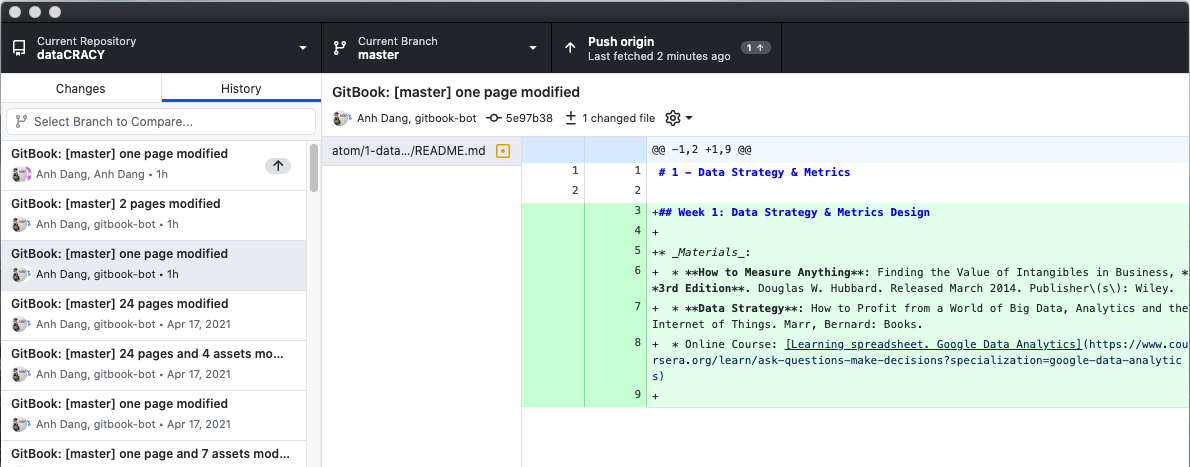 Current Repository
dataCRACY
Current Branch
master
Push origin
Last fetched 2 minutes ago
1
Changes
History
Select Branch to Compare...
GitBook: [master] one page modified
Anh Dang, Anh Dang • 1h
GitBook: [master] 2 pages modified
Anh Dang, gitbook-bot • 1h
GitBook: [master] one page modified
Anh Dang, gitbook-bot • 1h
GitBook: [master] 24 pages modified
Anh Dang, gitbook-bot • Apr 17, 2021
GitBook: [master] 24 pages and 4 assets mo...
Anh Dang, gitbook-bot • Apr 17, 2021
GitBook: [master] one page modified
Anh Dang, gitbook-bot • Apr 17, 2021
GitBook: [master] one page and 7 assets mod...
GitBook: [master] one page modified
Anh Dang, gitbook-bot 5e97b38 1 changed file
atom/1-data.../README.md
@@ -1,2 +1,9 @@
1 1 # 1 - Data Strategy & Metrics
2 2
3 +## Week 1: Data Strategy & Metrics Design
4 +
5 +* _Materials_:
6 + * **How to Measure Anything**: Finding the Value of Intangibles in Business, *
*3rd Edition**. Douglas W. Hubbard. Released March 2014. Publisher\(s\): Wiley.
7 + * **Data Strategy**: How to Profit from a World of Big Data, Analytics and the
Internet of Things. Marr, Bernard: Books.
8 + * Online Course: [Learning spreadsheet. Google Data Analytics](https://www.cou
rsera.org/learn/ask-questions-make-decisions?specialization=google-data-analytic
s)
9 +